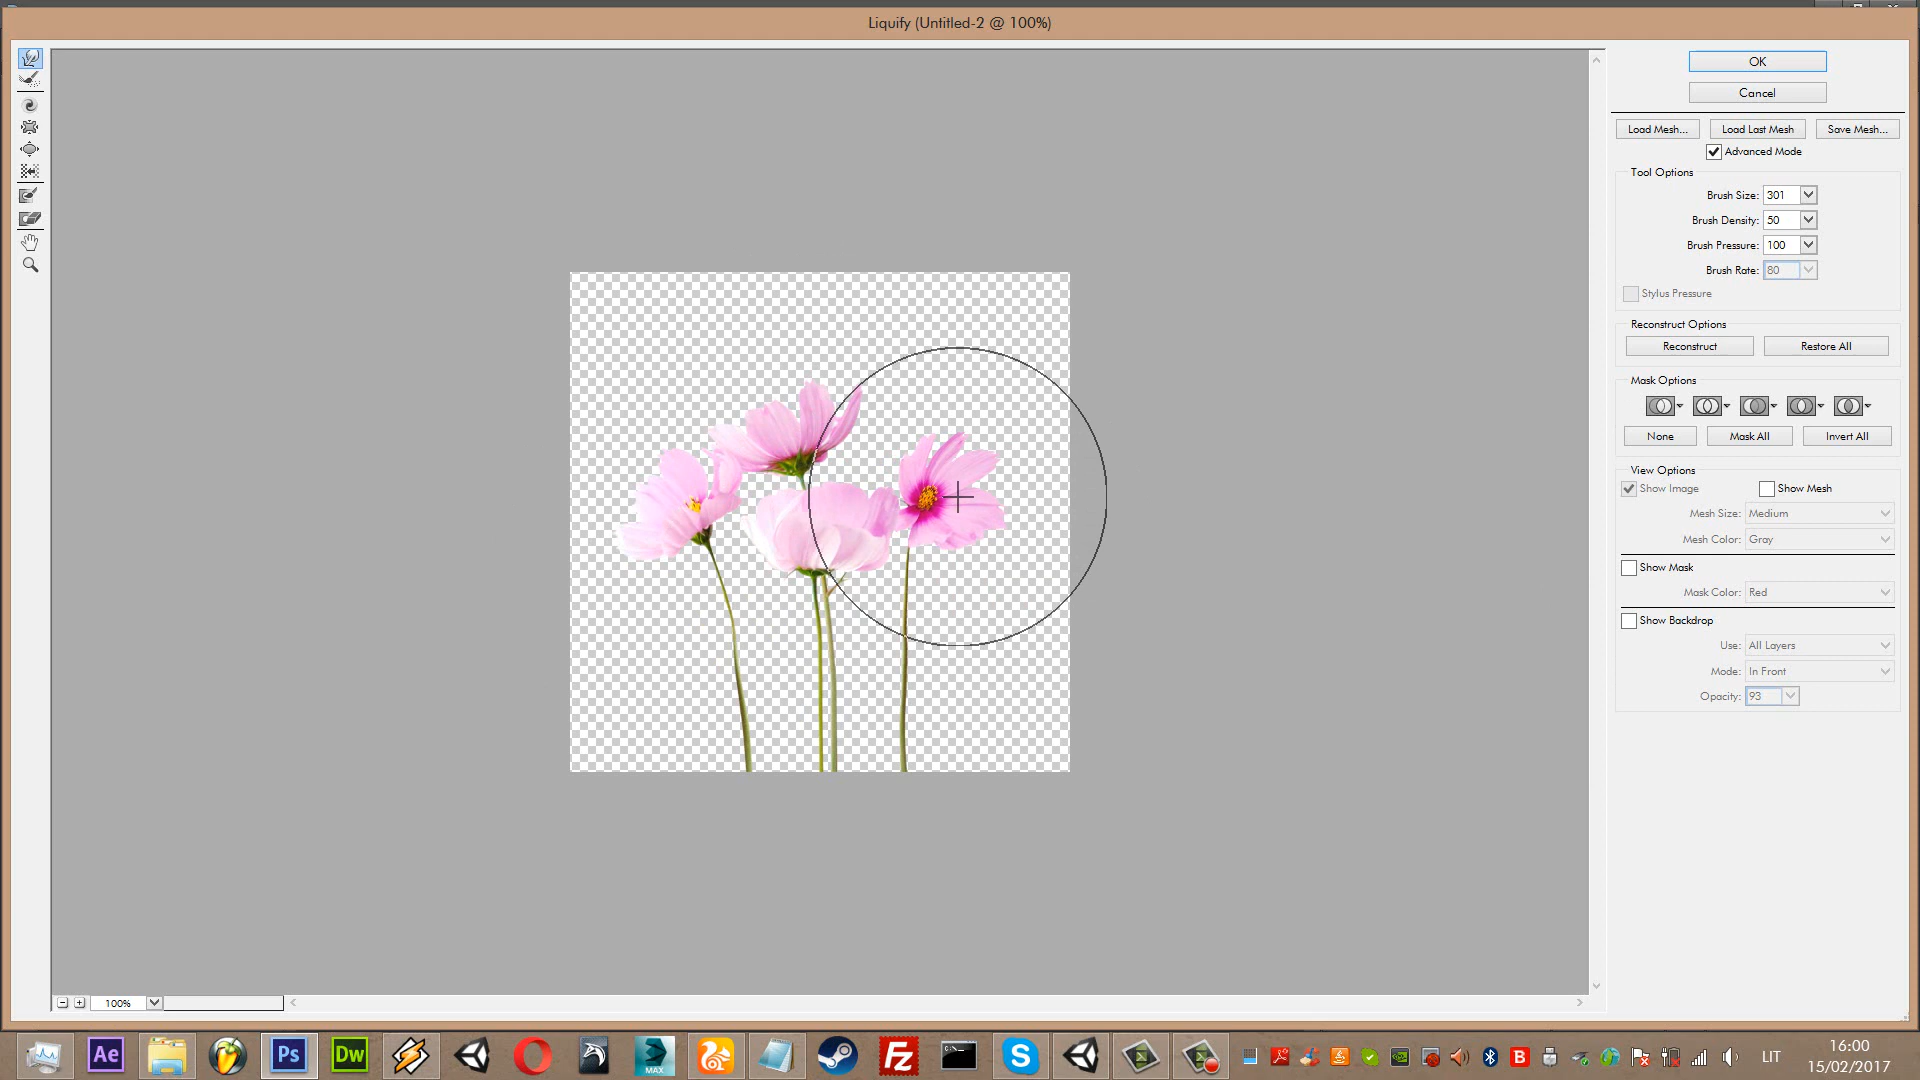 Liquify (Untitled-2 @ 100%)
OK
Cancel
Load Mesh... Load Last Mesh Save Mesh...
Advanced Mode
Tool Options
Brush Size: 301
Brush Density: 50
Brush Pressure: 100
Brush Rate: 80
Stylus Pressure
Reconstruct Options
Reconstruct Restore All
Mask Options
None Mask All Invert All
View Options
Show Image Show Mesh
Mesh Size: Medium
Mesh Color: Gray
Show Mask
Mask Color: Red
Show Backdrop
Use: All Layers
Mode: In Front
Opacity: 93
100%
Ae Ps Dw MAX Fz S B LIT
16:00
15/02/2017